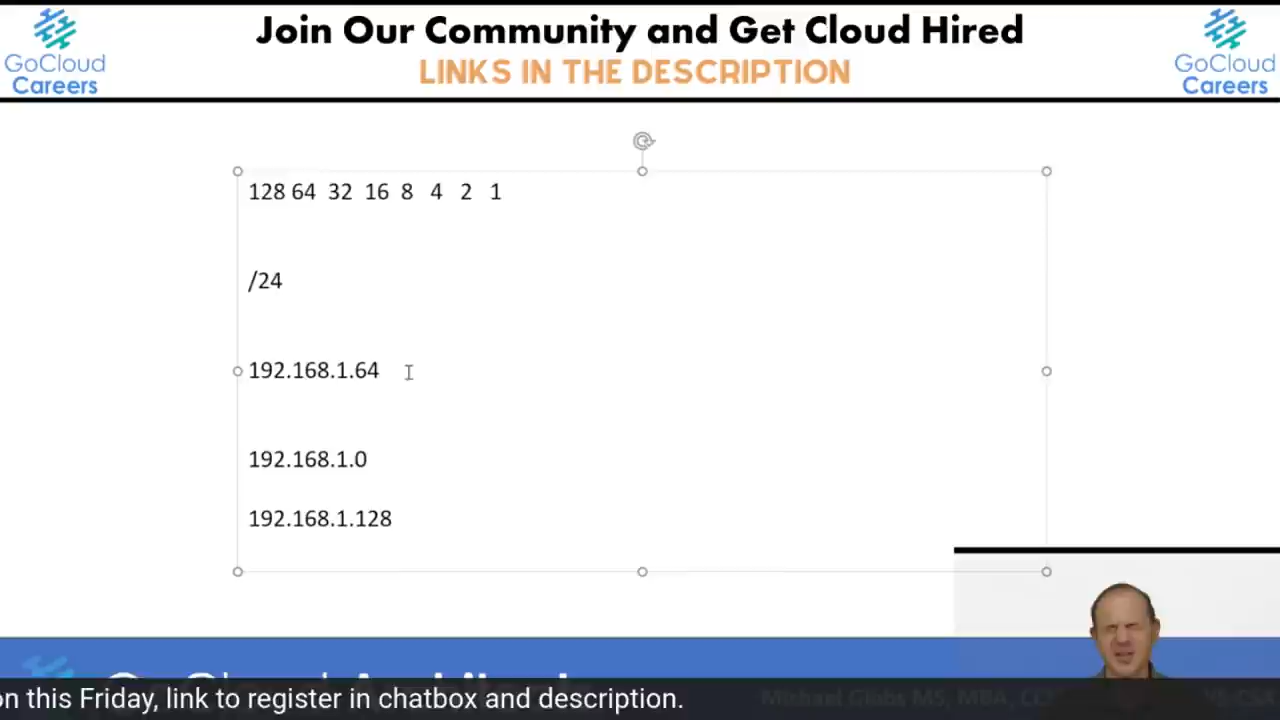 Join Our Community and Get Cloud Hired
LINKS IN THE DESCRIPTION
GoCloud
Careers
GoCloud
Careers
128 64 32 16 8 4 2 1
/24
192.168.1.64
192.168.1.0
192.168.1.128
on this Friday, link to register in chatbox and description.